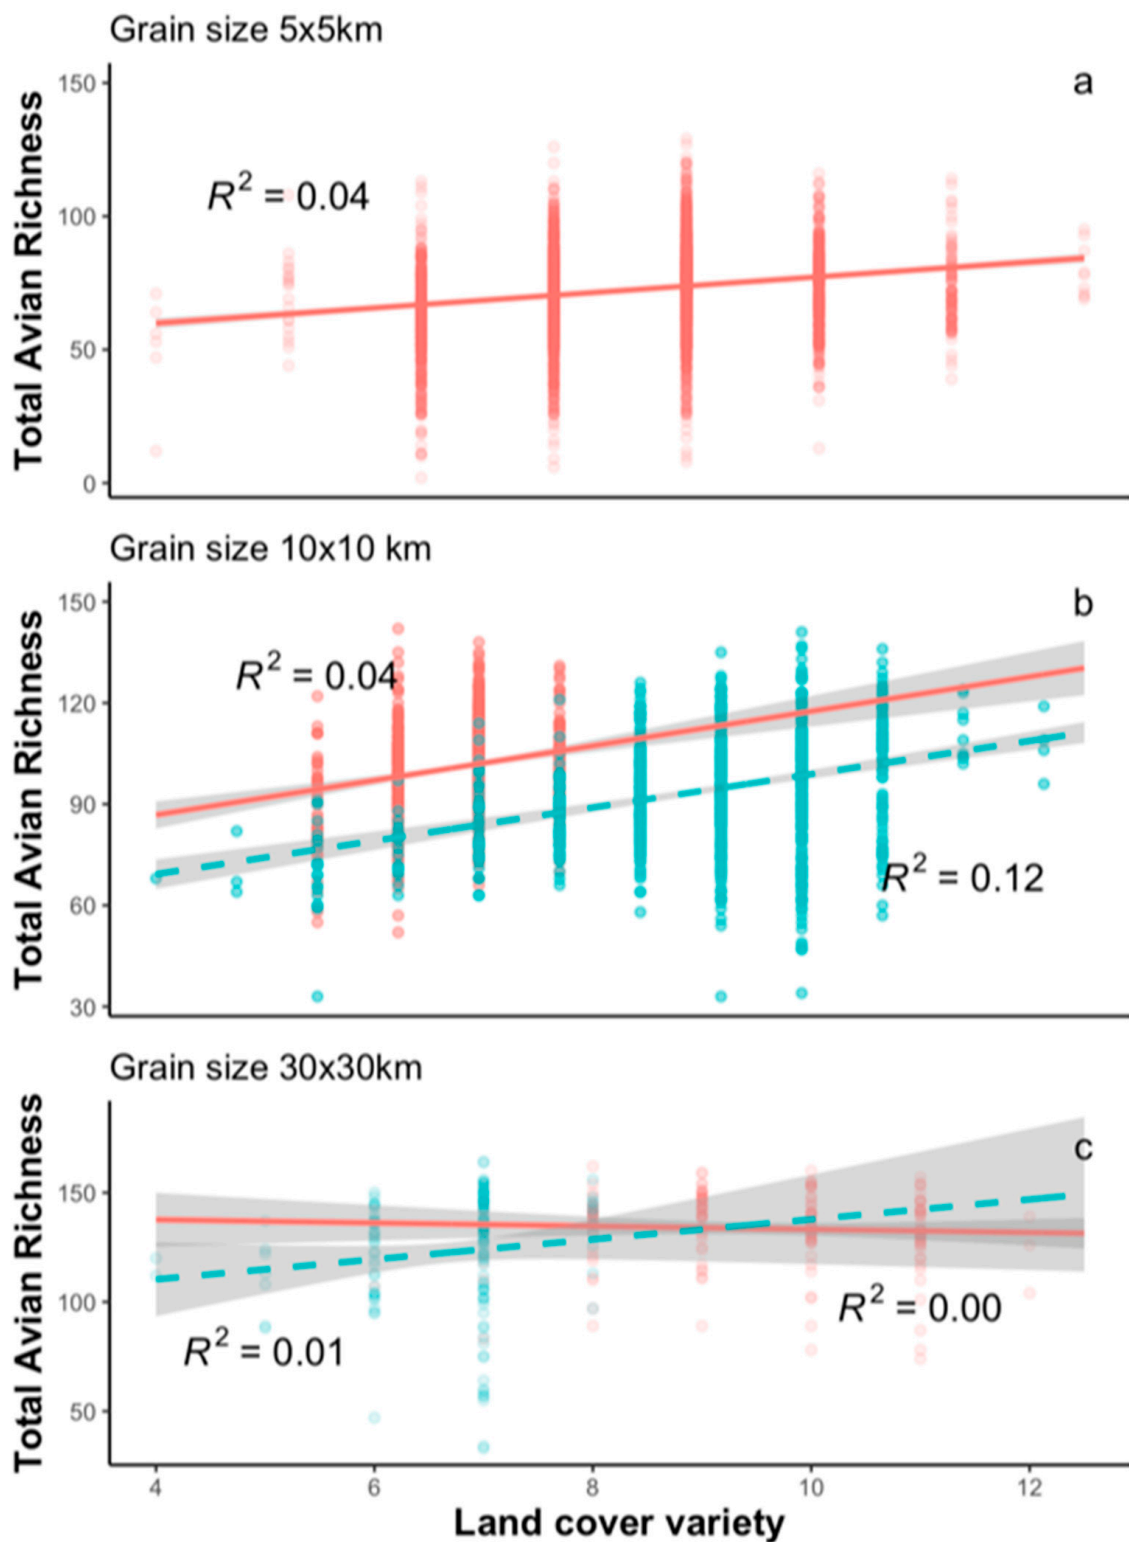 Grain size 5x5km
a
Total Avian Richness
150
100
50
0
R² = 0.04
Grain size 10x10 km
b
Total Avian Richness
150
120
90
60
30
R² = 0.04
R² = 0.12
Grain size 30x30km
c
Total Avian Richness
150
100
50
R² = 0.00
R² = 0.01
4 6 8 10 12
Land cover variety